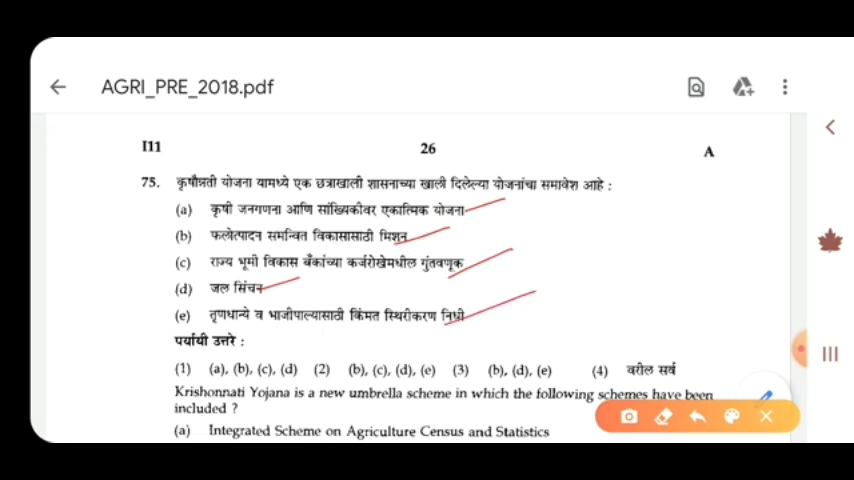 AGRI_PRE_2018.pdf
I11 26 A
75. कृषौन्नती योजना यामध्ये एक छत्राखाली शासनाच्या खाली दिलेल्या योजनांचा समावेश आहे :
(a) कृषी जनगणना आणि सांख्यिकीवर एकात्मिक योजना
(b) फलोत्पादन समन्वित विकासासाठी मिशन
(c) राज्य भूमी विकास बँकांच्या कर्जरोखेमधील गुंतवणूक
(d) जल सिंचन
(e) तृणधान्ये व भाजीपाल्यासाठी किंमत स्थिरीकरण निधी
पर्यायी उत्तरे :
(1) (a), (b), (c), (d) (2) (b), (c), (d), (e) (3) (b), (d), (e) (4) वरील सर्व
Krishonnati Yojana is a new umbrella scheme in which the following schemes have been
included ?
(a) Integrated Scheme on Agriculture Census and Statistics